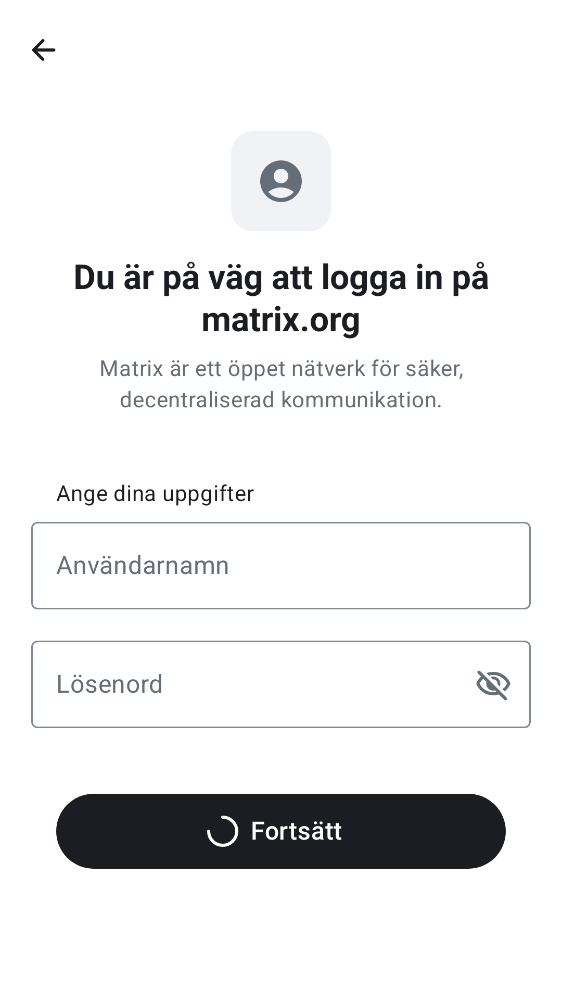 Du är på väg att logga in på
matrix.org
Matrix är ett öppet nätverk för säker,
decentraliserad kommunikation.
Ange dina uppgifter
Användarnamn
Lösenord
Fortsätt